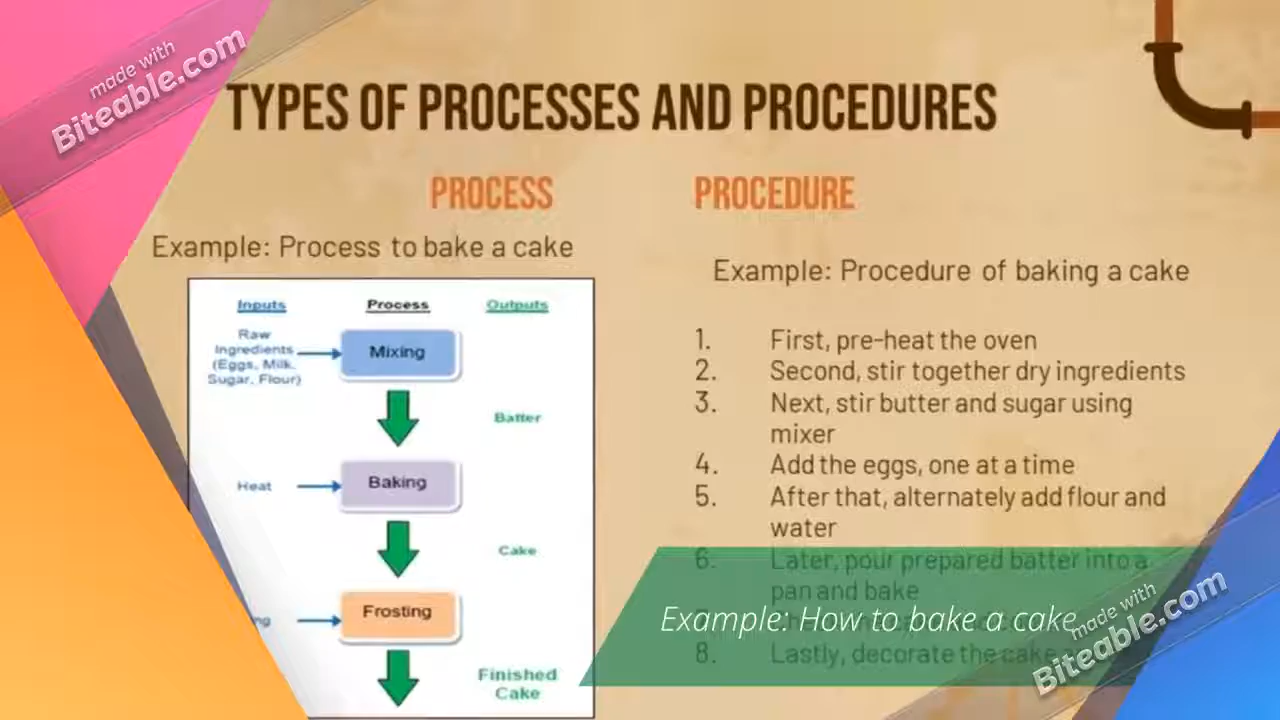 made with
Biteable.com
TYPES OF PROCESSES AND PROCEDURES
PROCESS
Example: Process to bake a cake
Inputs Process Outputs
Raw
Ingredients
(Eggs, Milk,
Sugar, Flour)
Mixing
Batter
Heat
Baking
Cake
Frosting
Finished
Cake
PROCEDURE
Example: Procedure of baking a cake
1. First, pre-heat the oven
2. Second, stir together dry ingredients
3. Next, stir butter and sugar using
mixer
4. Add the eggs, one at a time
5. After that, alternately add flour and
water
6. Later, pour prepared batter into a
pan and bake
8. Lastly, decorate the cake
Example: How to bake a cake
made with
Biteable.com